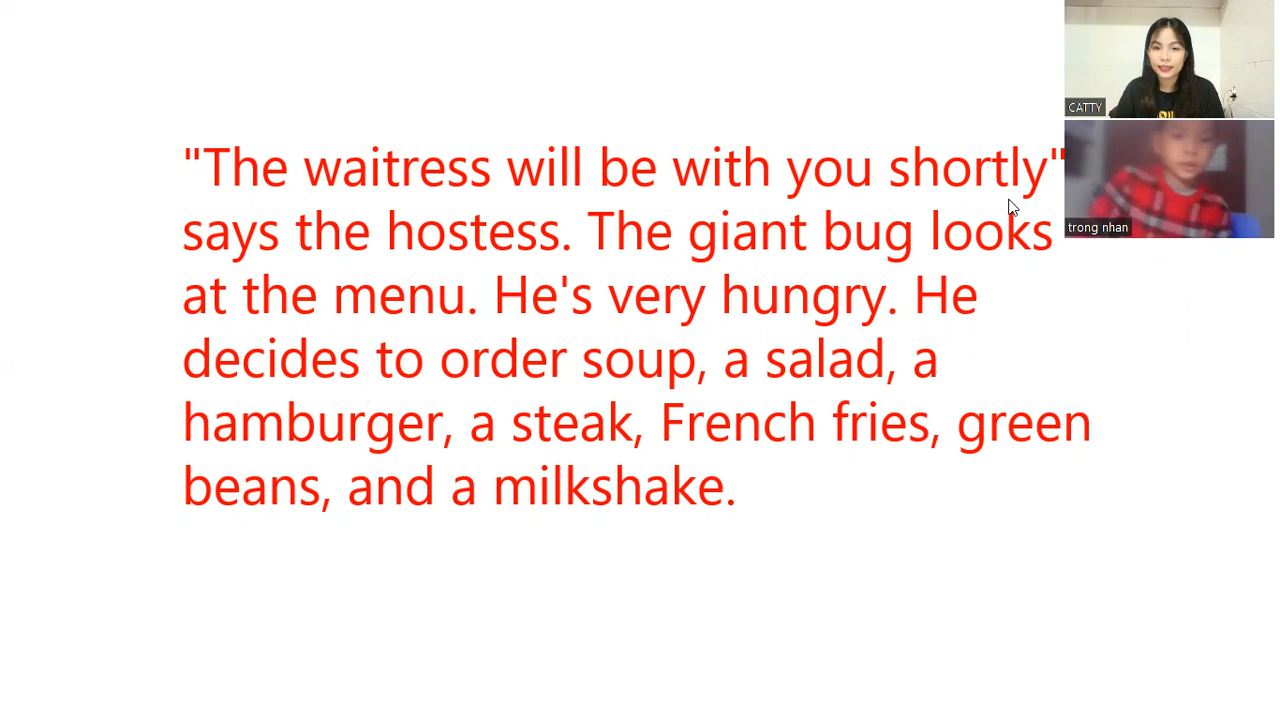 "The waitress will be with you shortly"
says the hostess. The giant bug looks
at the menu. He's very hungry. He
decides to order soup, a salad, a
hamburger, a steak, French fries, green
beans, and a milkshake.
CATTY
trong nhan